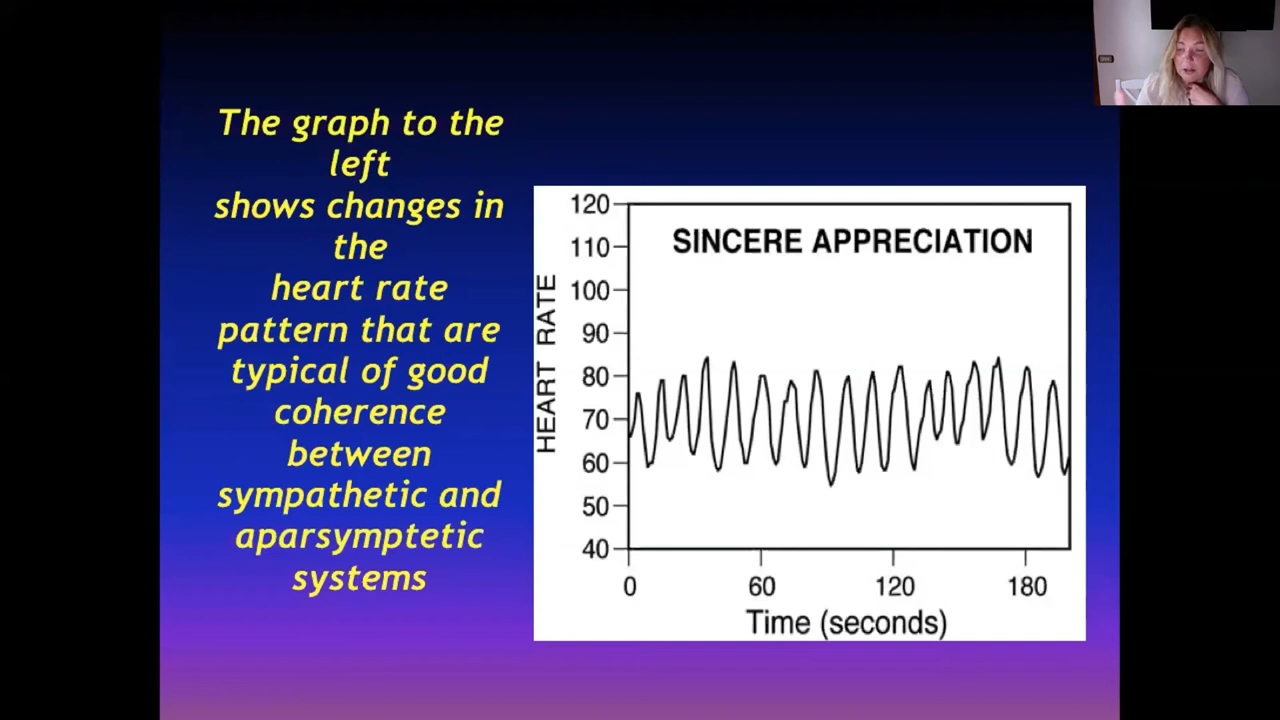 The graph to the
left
shows changes in
the
heart rate
pattern that are
typical of good
coherence
between
sympathetic and
aparsymptetic
systems
SINCERE APPRECIATION
HEART RATE
120
110
100
90
80
70
60
50
40
0 60 120 180
Time (seconds)